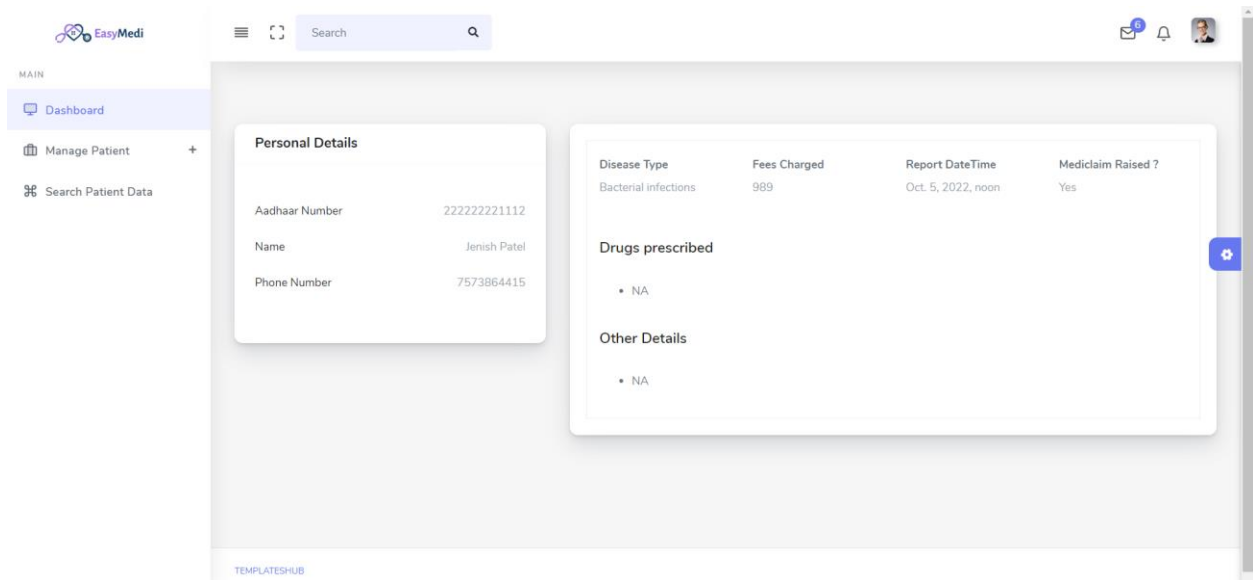 EasyMedi
Search
6
MAIN
Dashboard
Manage Patient +
Search Patient Data
Personal Details
Aadhaar Number 222222221112
Name Jenish Patel
Phone Number 7573864415
Disease Type Fees Charged Report DateTime Mediclaim Raised ?
Bacterial infections 989 Oct. 5, 2022, noon Yes
Drugs prescribed
• NA
Other Details
• NA
TEMPLATESHUB